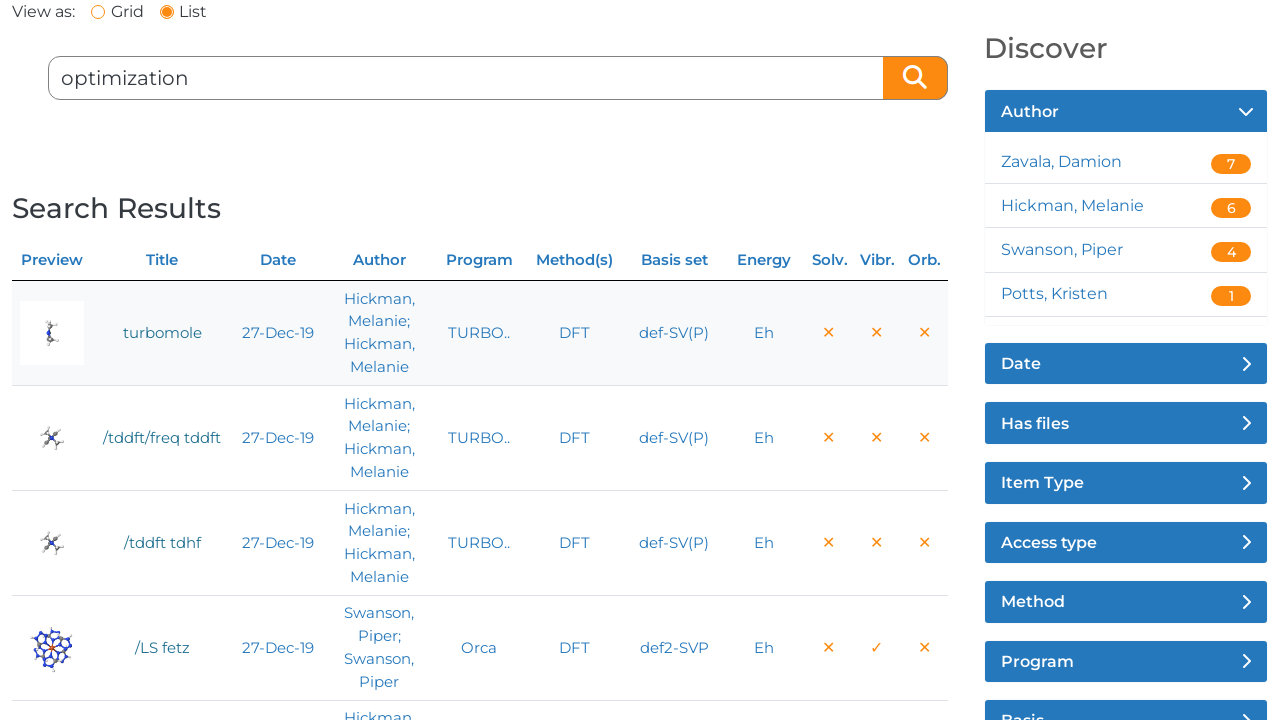 View as: Grid List
optimization
Search Results
Preview Title Date Author Program Method(s) Basis set Energy Solv. Vibr. Orb.
Hickman,
Melanie;
turbomole 27-Dec-19 TURBO.. DFT def-SV(P) Eh ✕ ✕ ✕
Hickman,
Melanie
Hickman,
Melanie;
/tddft/freq tddft 27-Dec-19 TURBO.. DFT def-SV(P) Eh ✕ ✕ ✕
Hickman,
Melanie
Hickman,
Melanie;
/tddft tdhf 27-Dec-19 TURBO.. DFT def-SV(P) Eh ✕ ✕ ✕
Hickman,
Melanie
Swanson,
Piper;
/LS fetz 27-Dec-19 Orca DFT def2-SVP Eh ✕ ✓ ✕
Swanson,
Piper
Hickman,
Discover
Author
Zavala, Damion 7
Hickman, Melanie 6
Swanson, Piper 4
Potts, Kristen 1
Date
Has files
Item Type
Access type
Method
Program
Basis